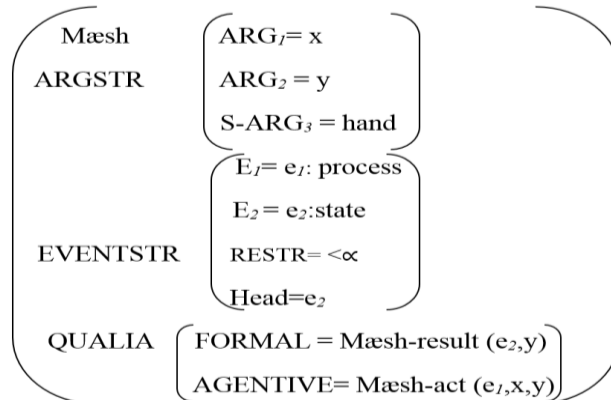 Mæsh ARG₁= x
ARGSTR ARG₂ = y
S-ARG₃ = hand
E₁= e₁: process
E₂ = e₂:state
EVENTSTR RESTR= <∝
Head=e₂
QUALIA FORMAL = Mæsh-result (e₂,y)
AGENTIVE= Mæsh-act (e₁,x,y)